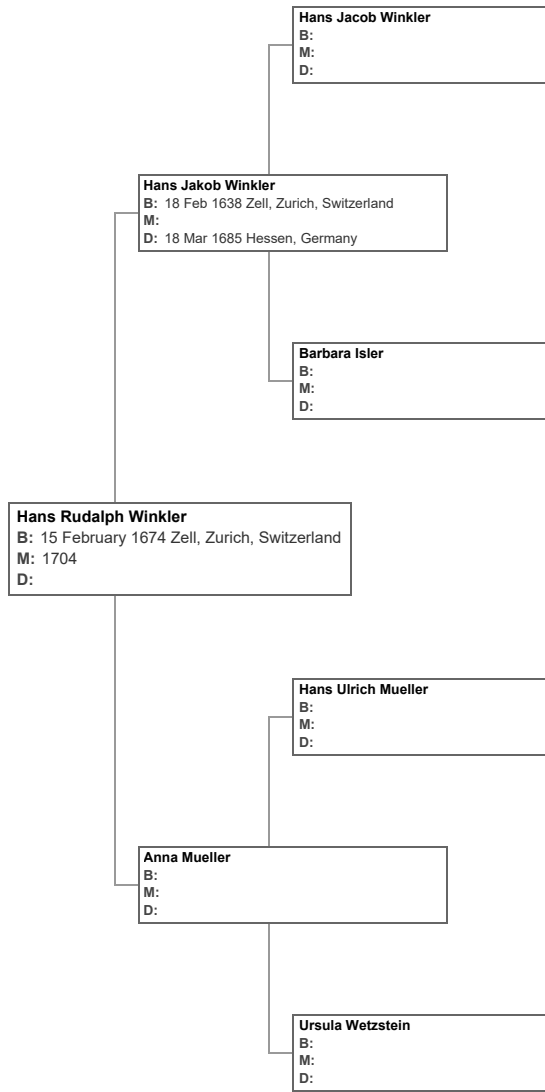 Hans Jacob Winkler
B:
M:
D:
Hans Jakob Winkler
B: 18 Feb 1638 Zell, Zurich, Switzerland
M:
D: 18 Mar 1685 Hessen, Germany
Barbara Isler
B:
M:
D:
Hans Rudalph Winkler
B: 15 February 1674 Zell, Zurich, Switzerland
M: 1704
D:
Hans Ulrich Mueller
B:
M:
D:
Anna Mueller
B:
M:
D:
Ursula Wetzstein
B:
M:
D: